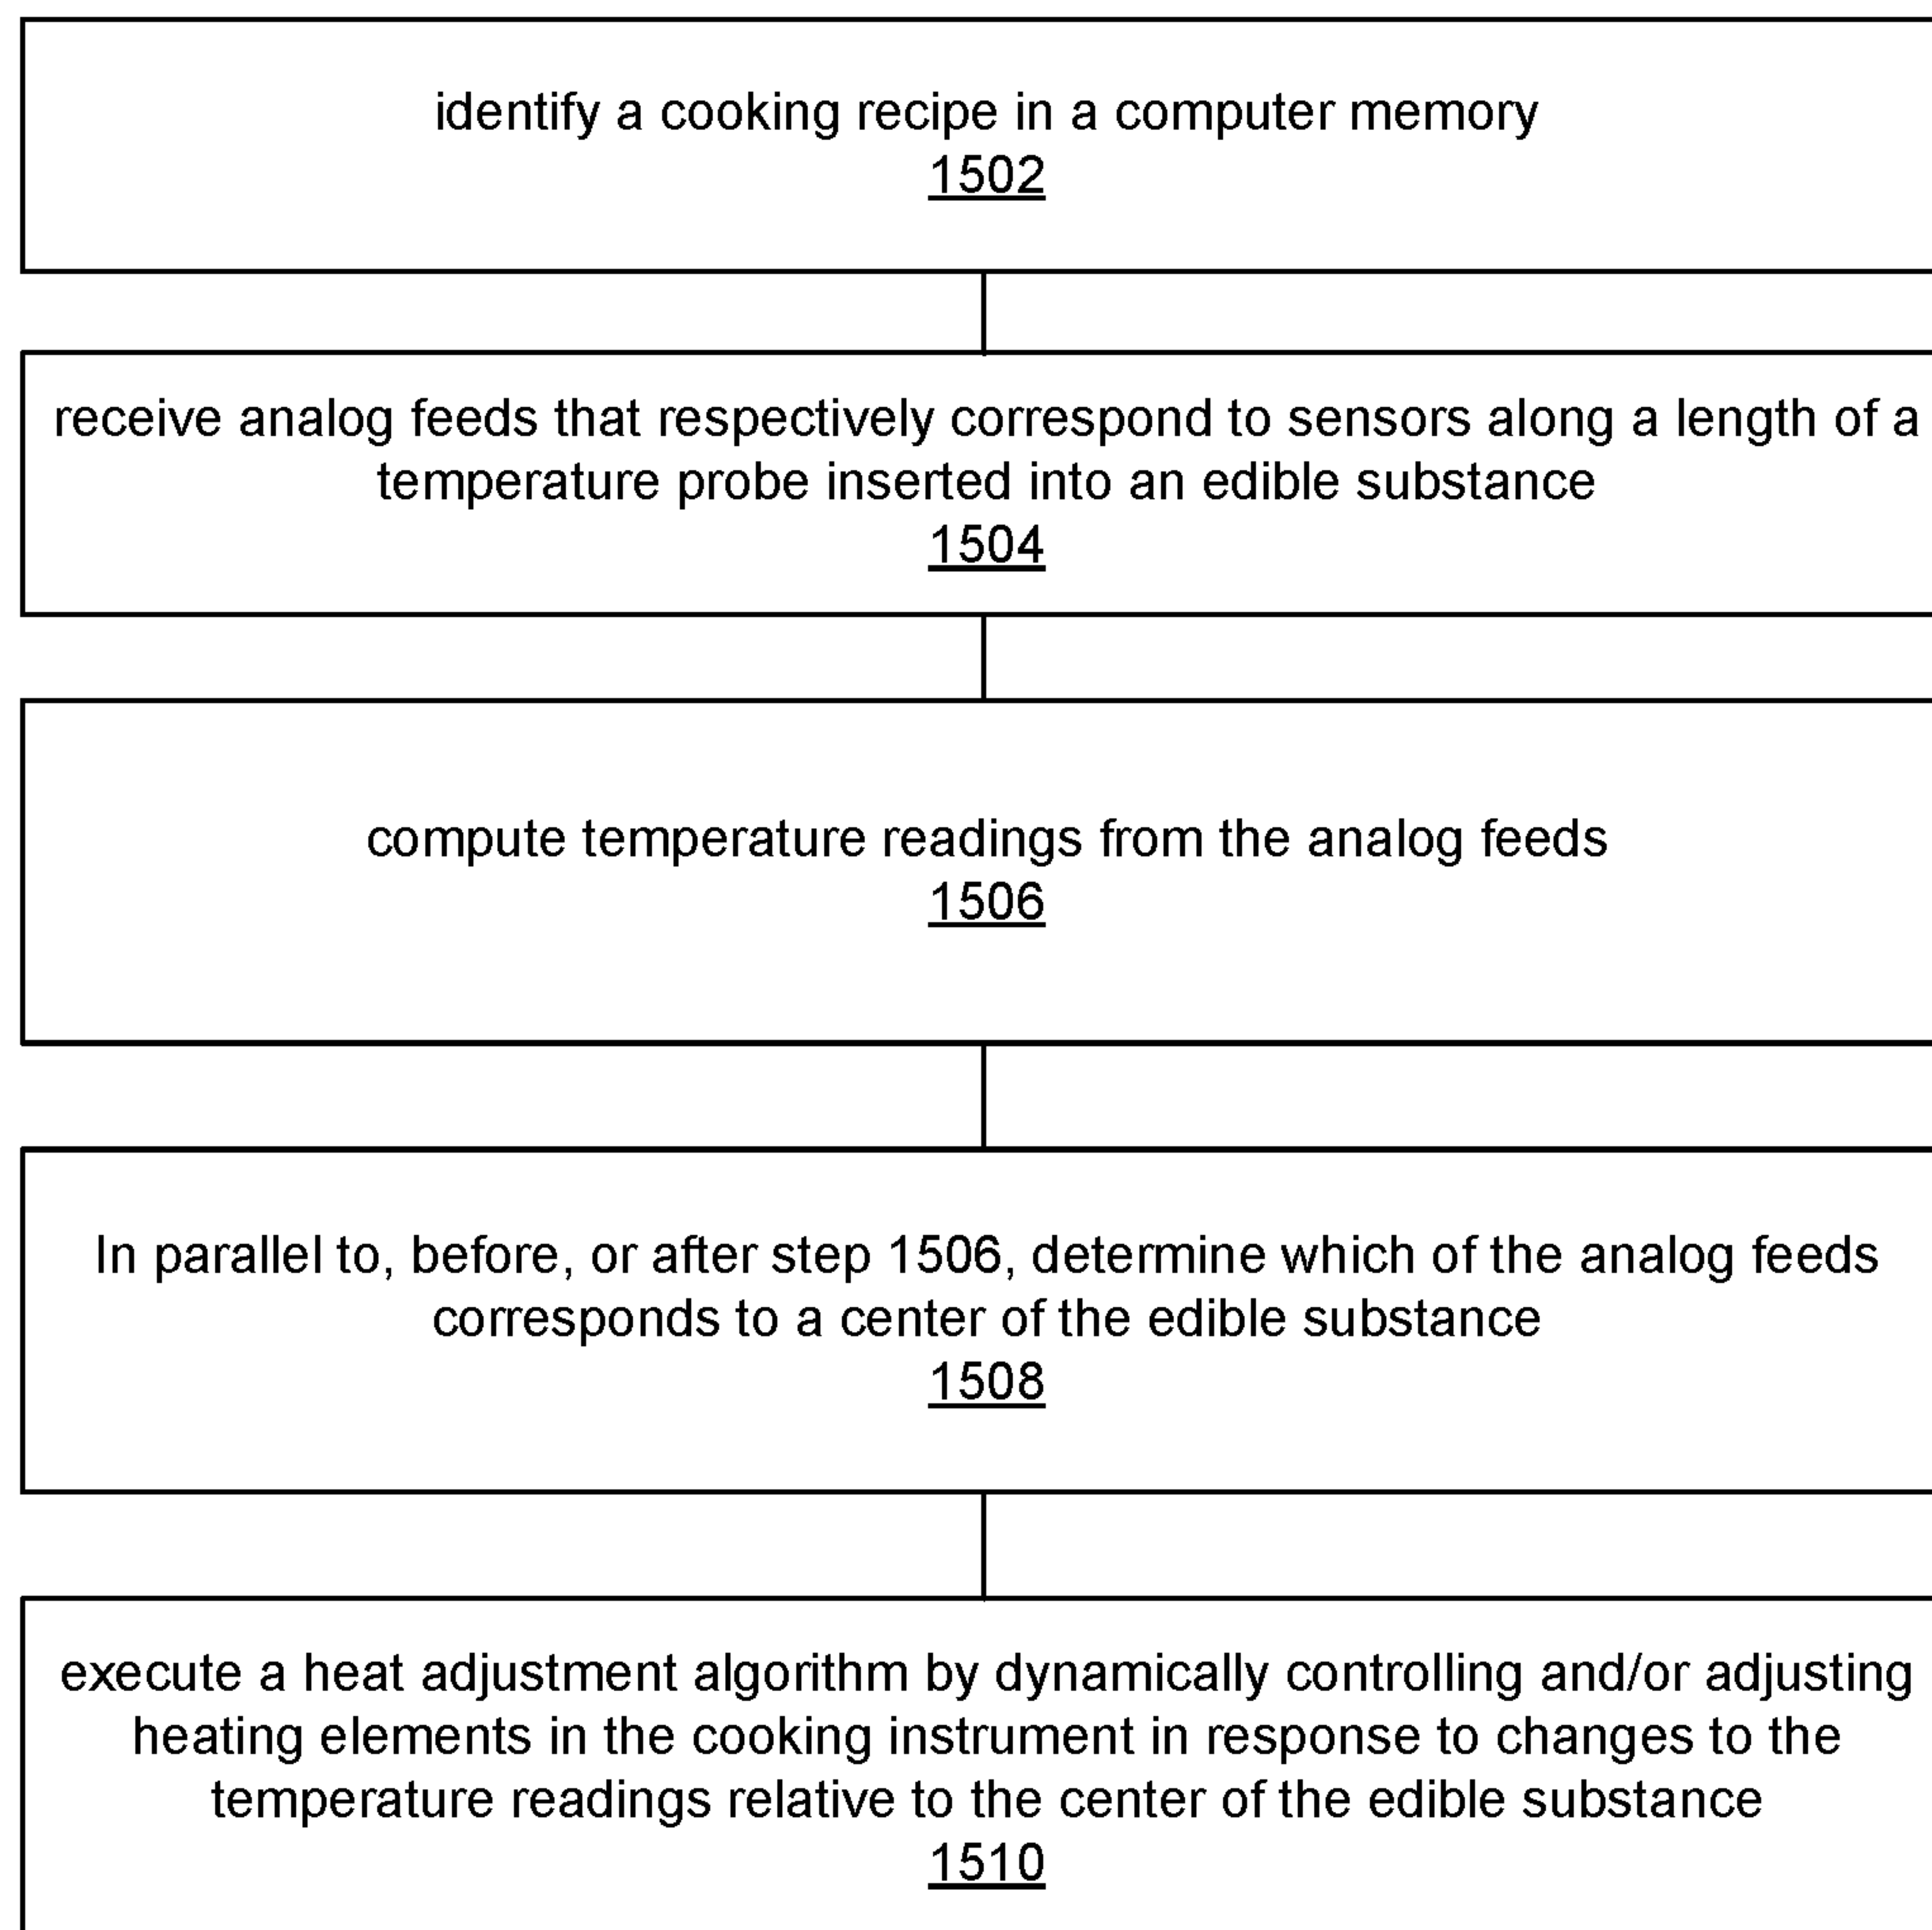 identify a cooking recipe in a computer memory
1502
receive analog feeds that respectively correspond to sensors along a length of a
temperature probe inserted into an edible substance
1504
compute temperature readings from the analog feeds
1506
In parallel to, before, or after step 1506, determine which of the analog feeds
corresponds to a center of the edible substance
1508
execute a heat adjustment algorithm by dynamically controlling and/or adjusting
heating elements in the cooking instrument in response to changes to the
temperature readings relative to the center of the edible substance
1510